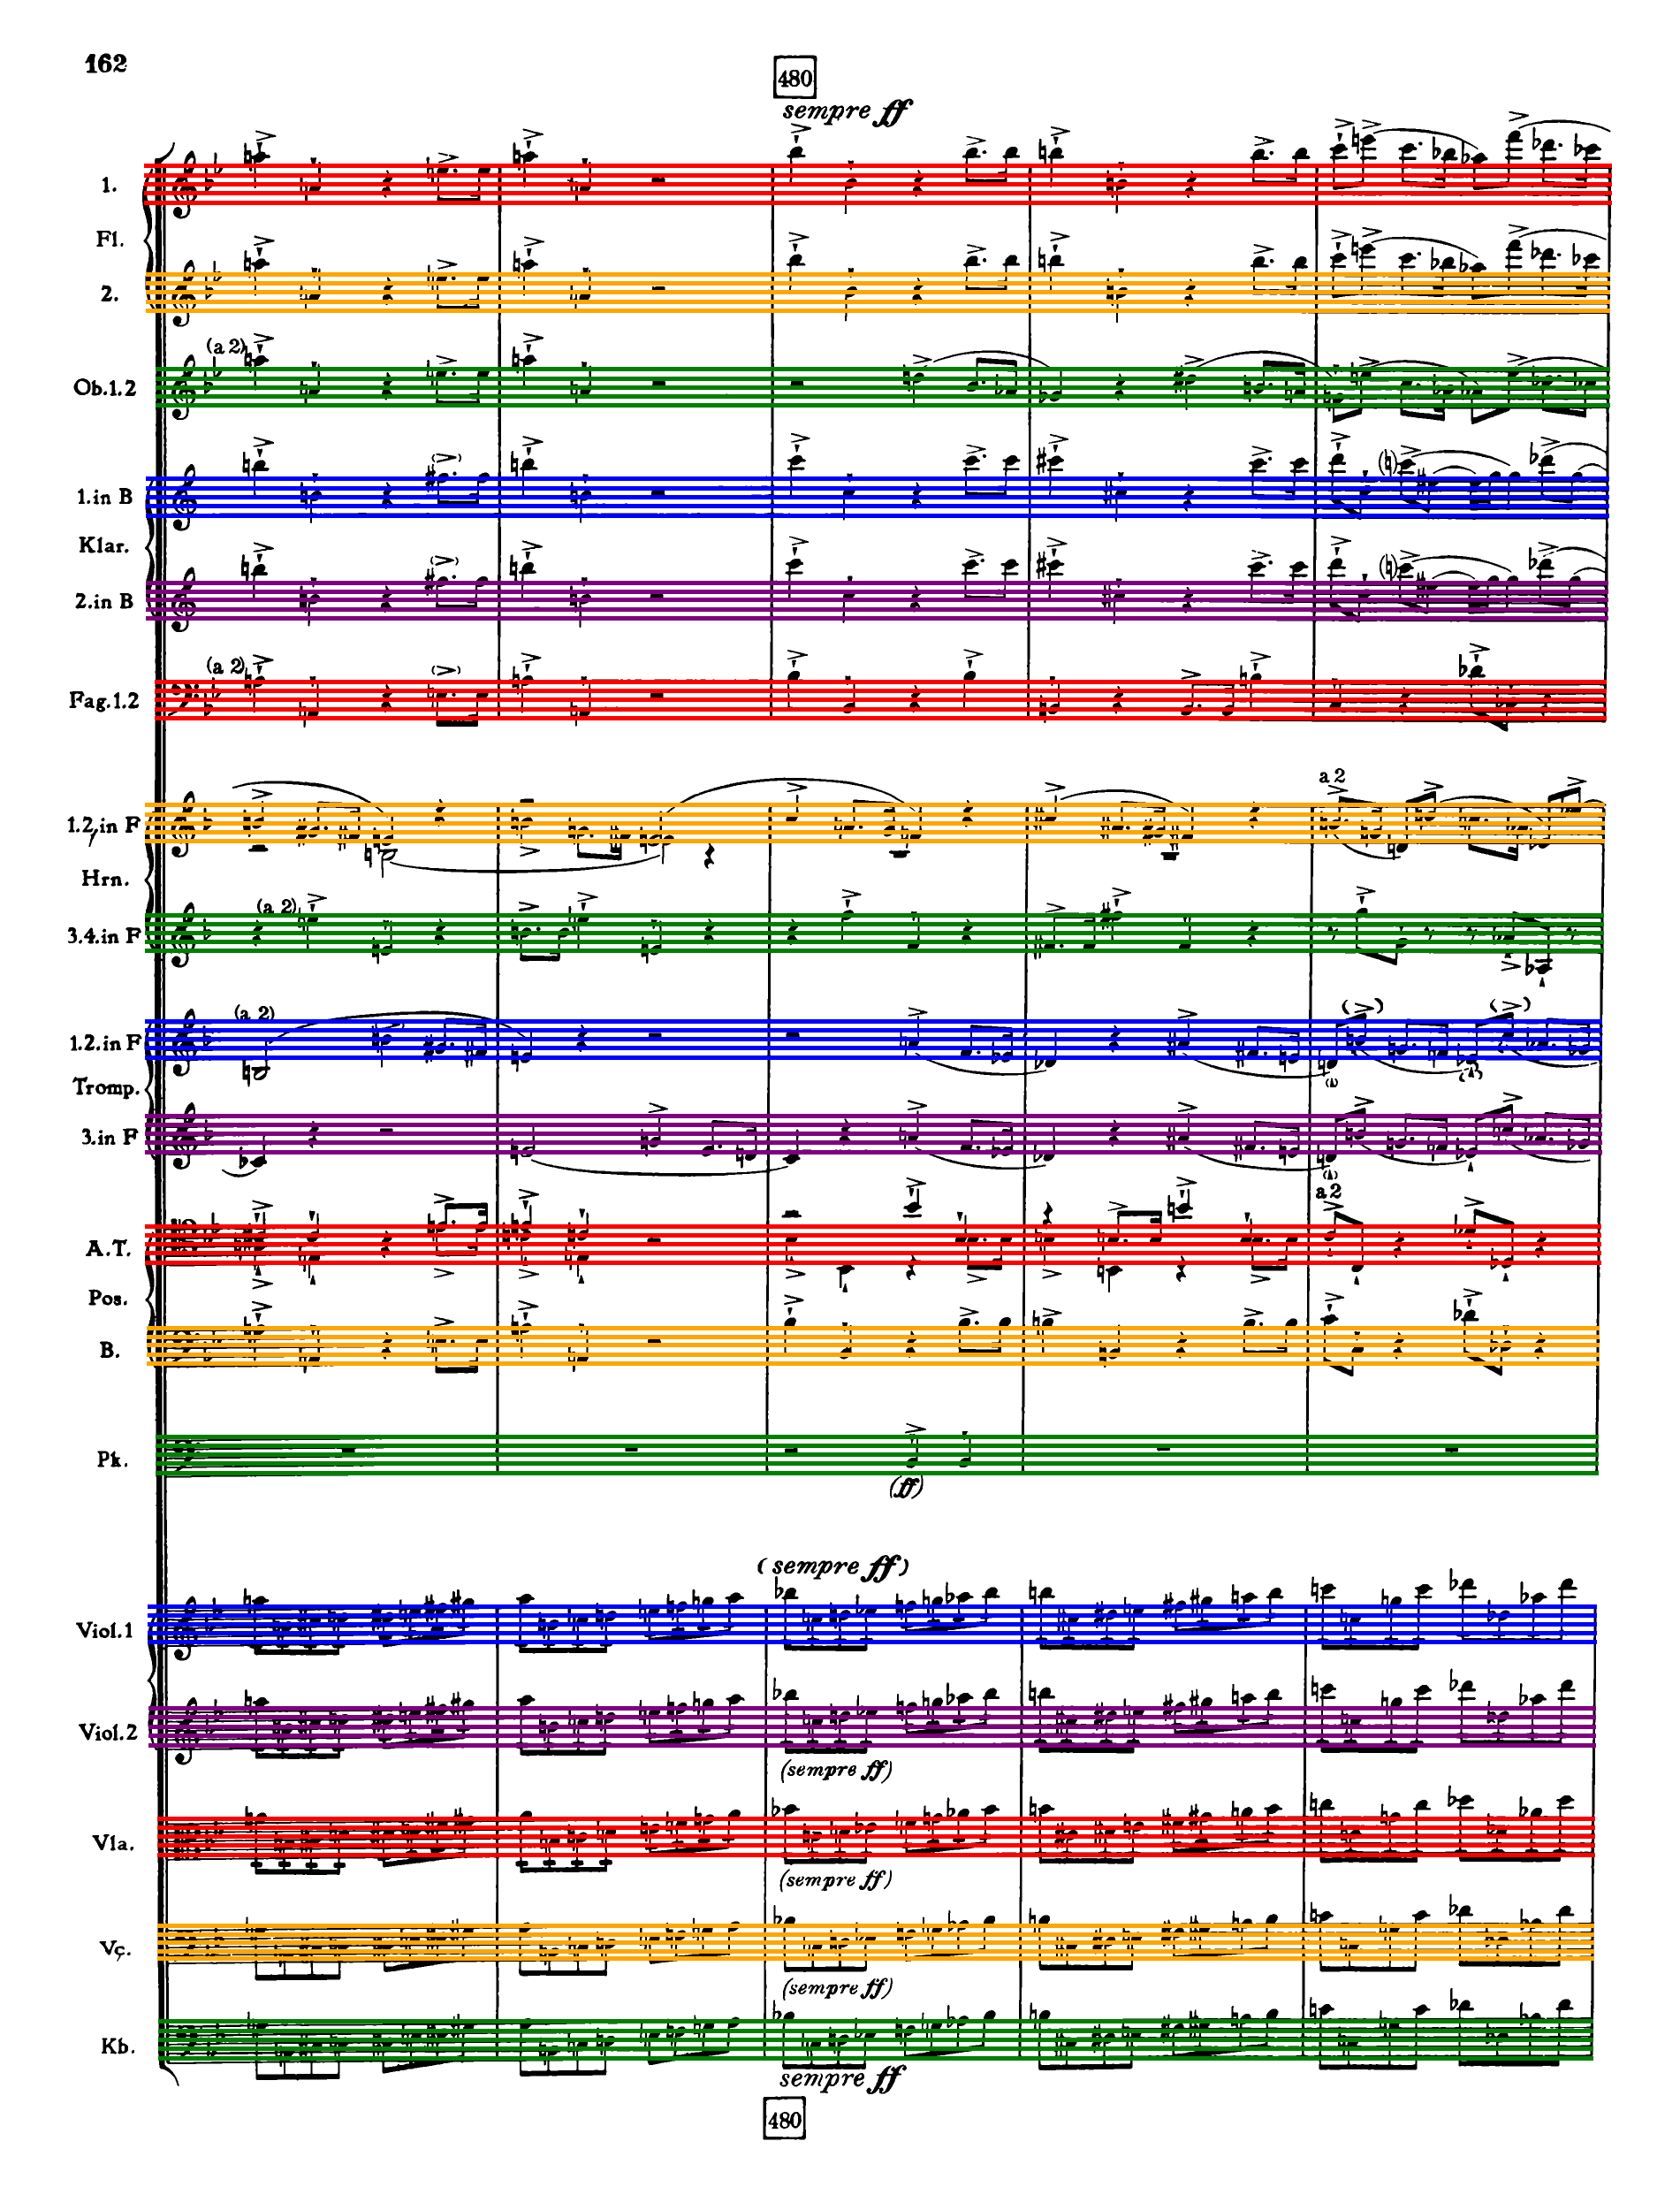 162
480
sempre ff
1.
Fl.
2.
(a 2)
Ob.1.2
1.in B
Klar.
2.in B
(a 2)
Fag.1.2
a 2
1.2.in F
Hrn.
(a 2)
3.4.in F
(a 2)
1.2.in F
Tromp.
3.in F
a 2
A.T.
Pos.
B.
Pk.
(ff)
(sempre ff)
Viol.1
Viol.2
(sempre ff)
Vla.
(sempre ff)
Vc.
(sempre ff)
Kb.
sempre ff
480